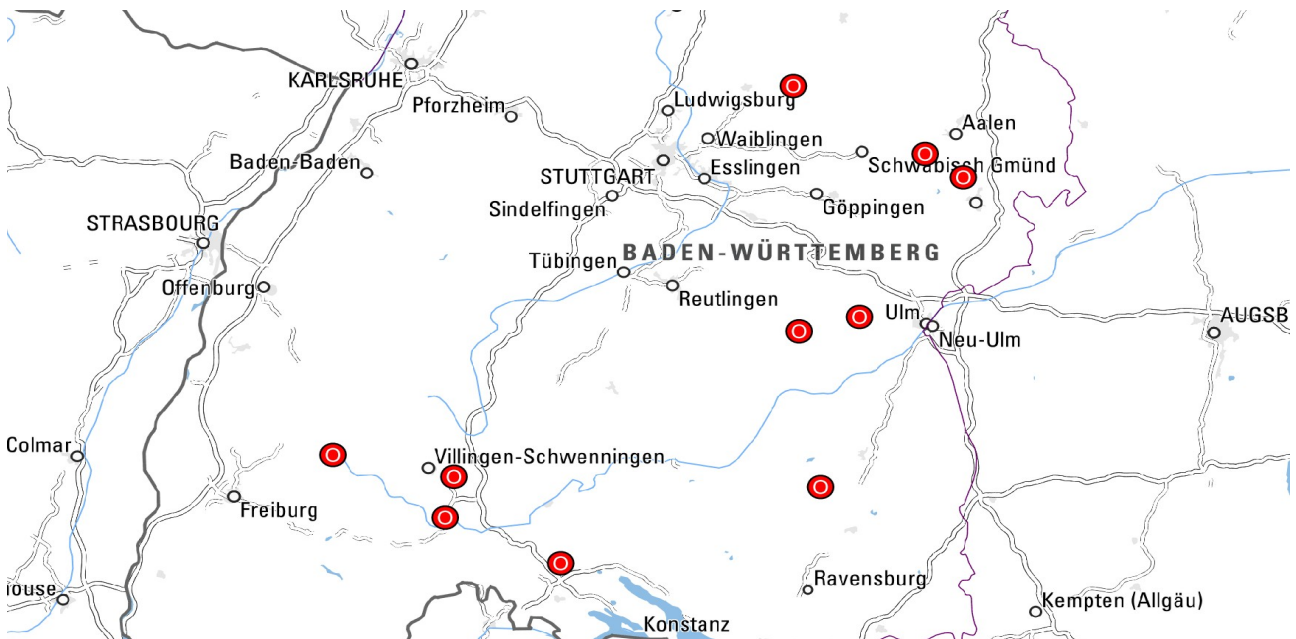 KARLSRUHE
Pforzheim
Ludwigsburg
Aalen
Waiblingen
Baden-Baden
STUTTGART
Esslingen
Schwäbisch Gmünd
Sindelfingen
Göppingen
STRASBOURG
Tübingen
BADEN-WÜRTTEMBERG
Offenburg
Reutlingen
Ulm
AUGSB
Neu-Ulm
Colmar
Villingen-Schwenningen
Freiburg
Ravensburg
Kempten (Allgäu)
Konstanz